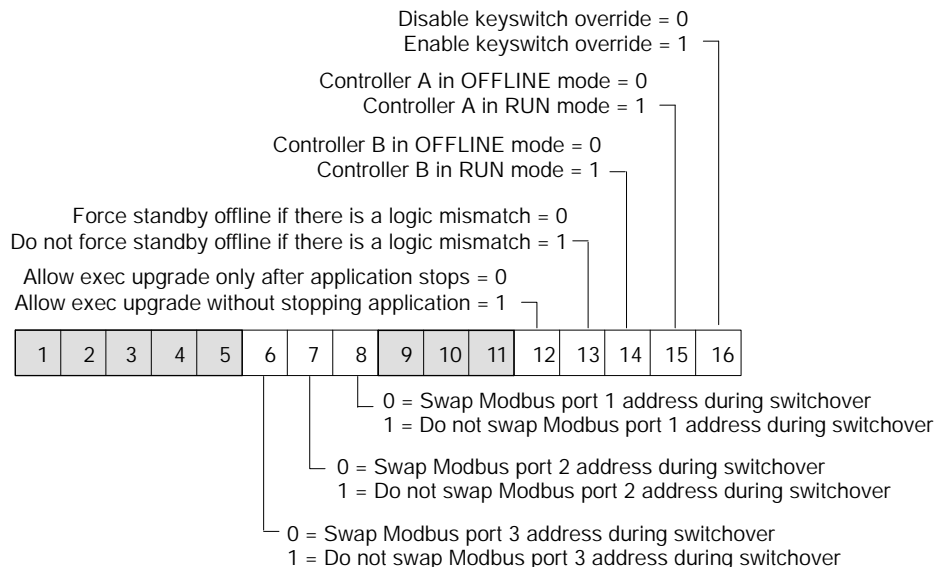 Disable keyswitch override = 0
Enable keyswitch override = 1
Controller A in OFFLINE mode = 0
Controller A in RUN mode = 1
Controller B in OFFLINE mode = 0
Controller B in RUN mode = 1
Force standby offline if there is a logic mismatch = 0
Do not force standby offline if there is a logic mismatch = 1
Allow exec upgrade only after application stops = 0
Allow exec upgrade without stopping application = 1
1 2 3 4 5 6 7 8 9 10 11 12 13 14 15 16
0 = Swap Modbus port 1 address during switchover
1 = Do not swap Modbus port 1 address during switchover
0 = Swap Modbus port 2 address during switchover
1 = Do not swap Modbus port 2 address during switchover
0 = Swap Modbus port 3 address during switchover
1 = Do not swap Modbus port 3 address during switchover